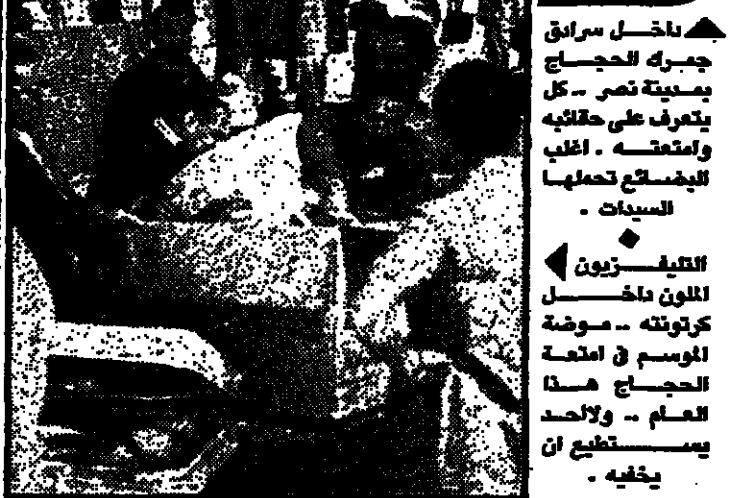 داخل سرادق
جمرك الحجاج
بمدينة نصر .. كل
يتعرف على حقائبه
وامتعته . اغلب
البضائع تحملها
السيدات .
التليفزيون
الملون داخل
كرتونته .. موضة
الموسم في امتعة
الحجاج هذا
العام .. ولااحد
يستطيع ان
يخفيه .